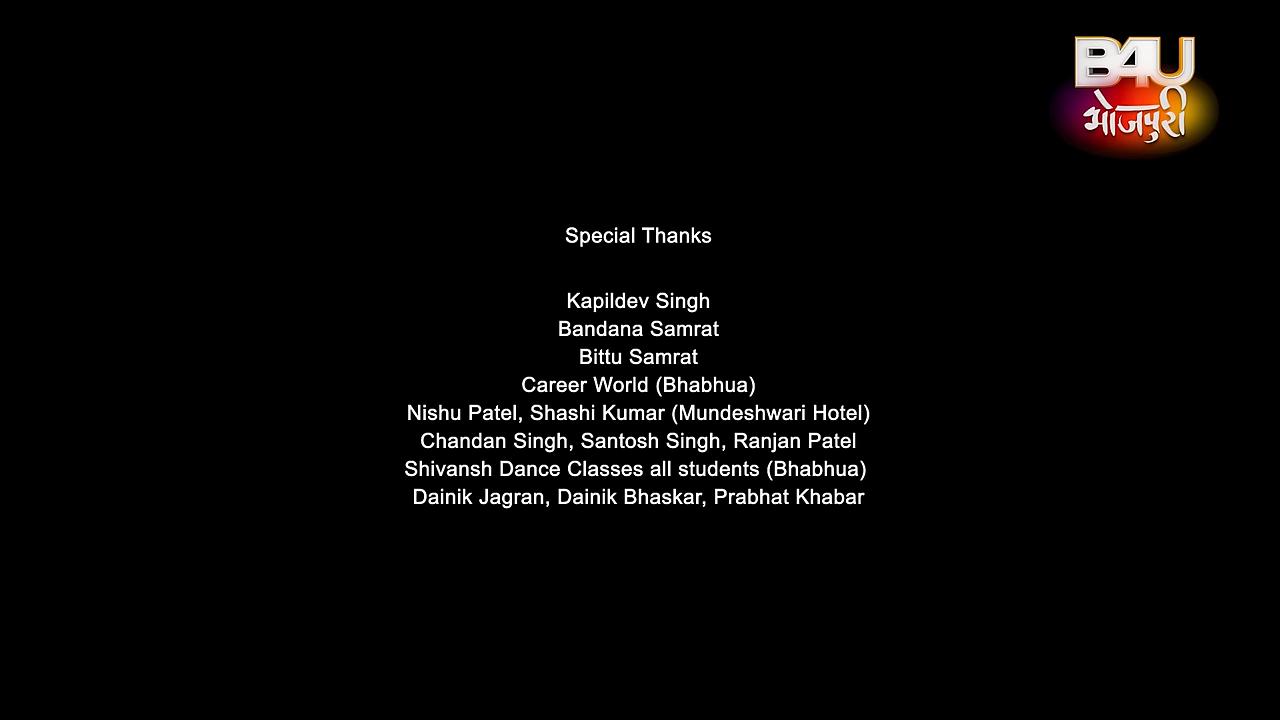 B4U
भोजपुरी
Special Thanks
Kapildev Singh
Bandana Samrat
Bittu Samrat
Career World (Bhabhua)
Nishu Patel, Shashi Kumar (Mundeshwari Hotel)
Chandan Singh, Santosh Singh, Ranjan Patel
Shivansh Dance Classes all students (Bhabhua)
Dainik Jagran, Dainik Bhaskar, Prabhat Khabar